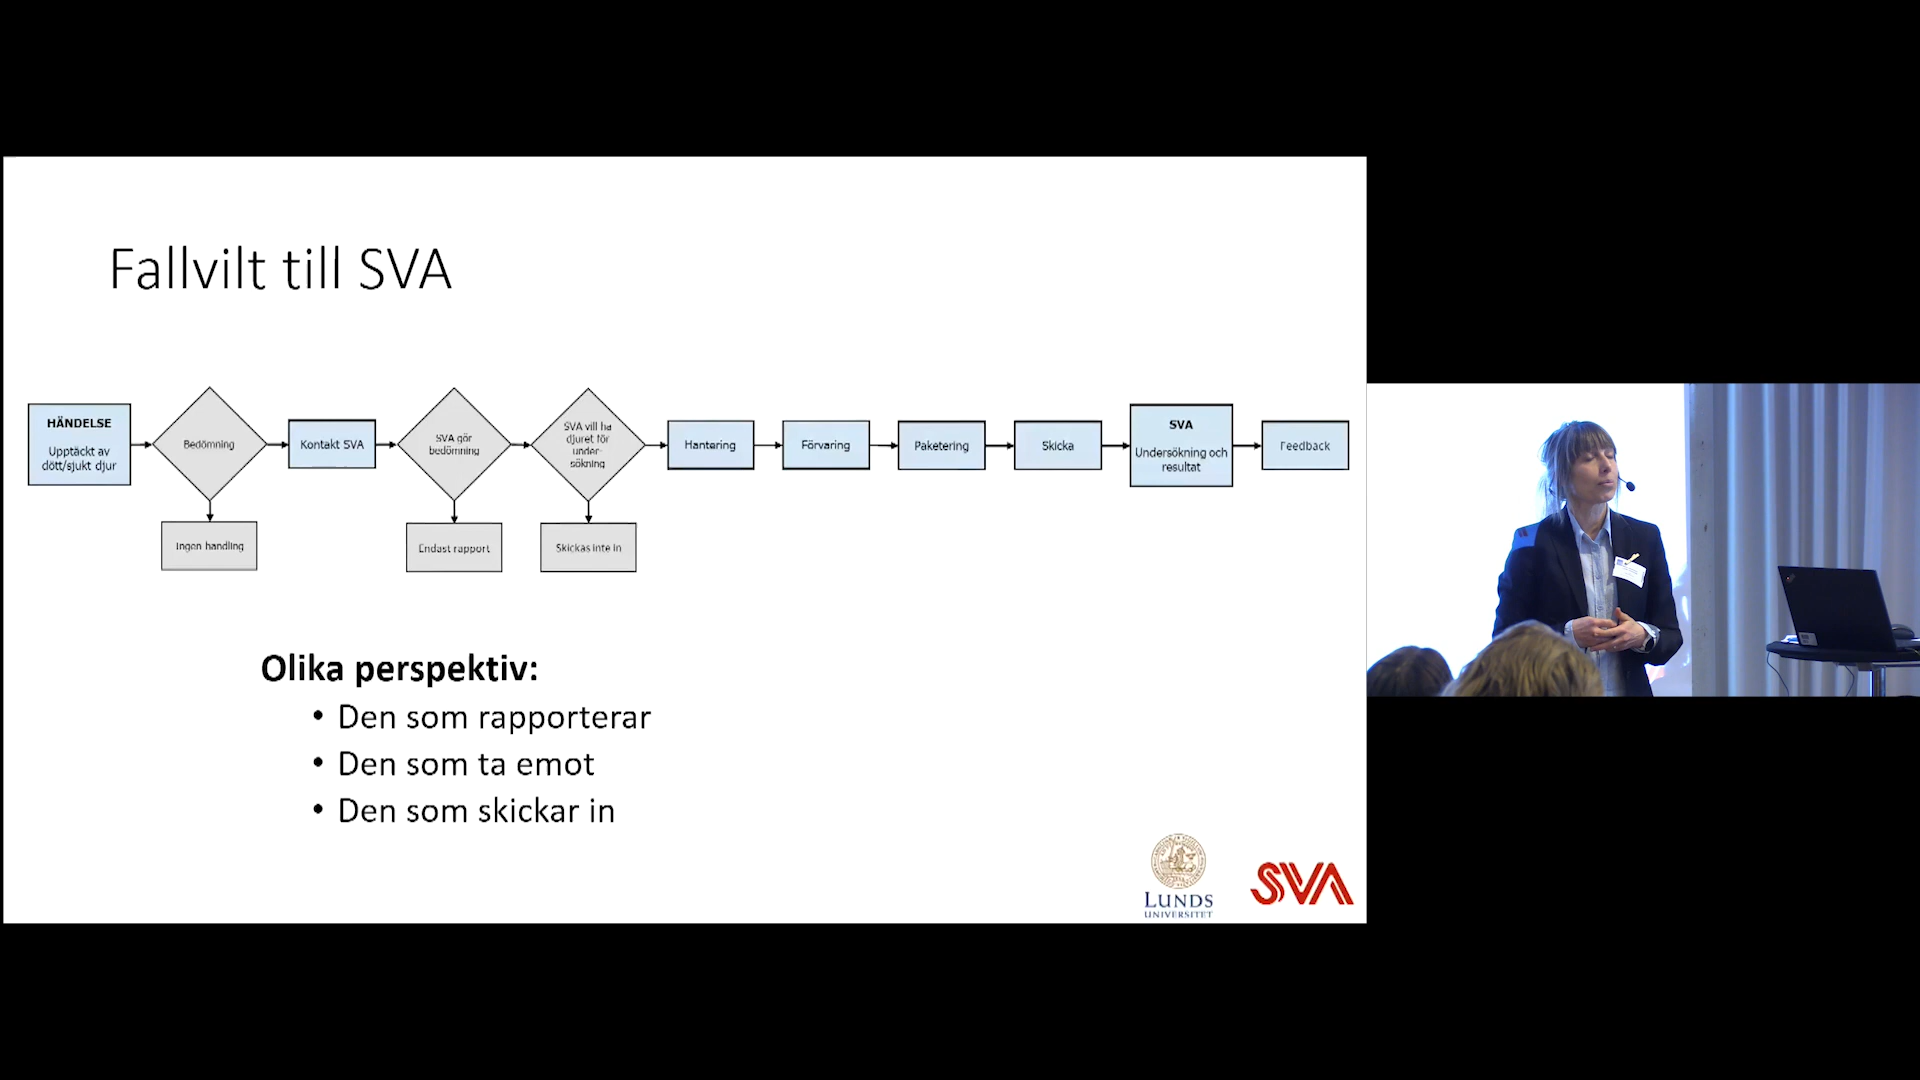 Fallvilt till SVA
HÄNDELSE
Upptäckt av
dött/sjukt djur
Bedömning
Kontakt SVA
SVA gör
bedömning
SVA vill ha
djuret för
under-
sökning
Hantering
Förvaring
Paketering
Skicka
SVA
Undersökning och
resultat
Feedback
Ingen handling
Endast rapport
Skickas inte in
Olika perspektiv:
• Den som rapporterar
• Den som ta emot
• Den som skickar in
LUNDS
UNIVERSITET
SVA